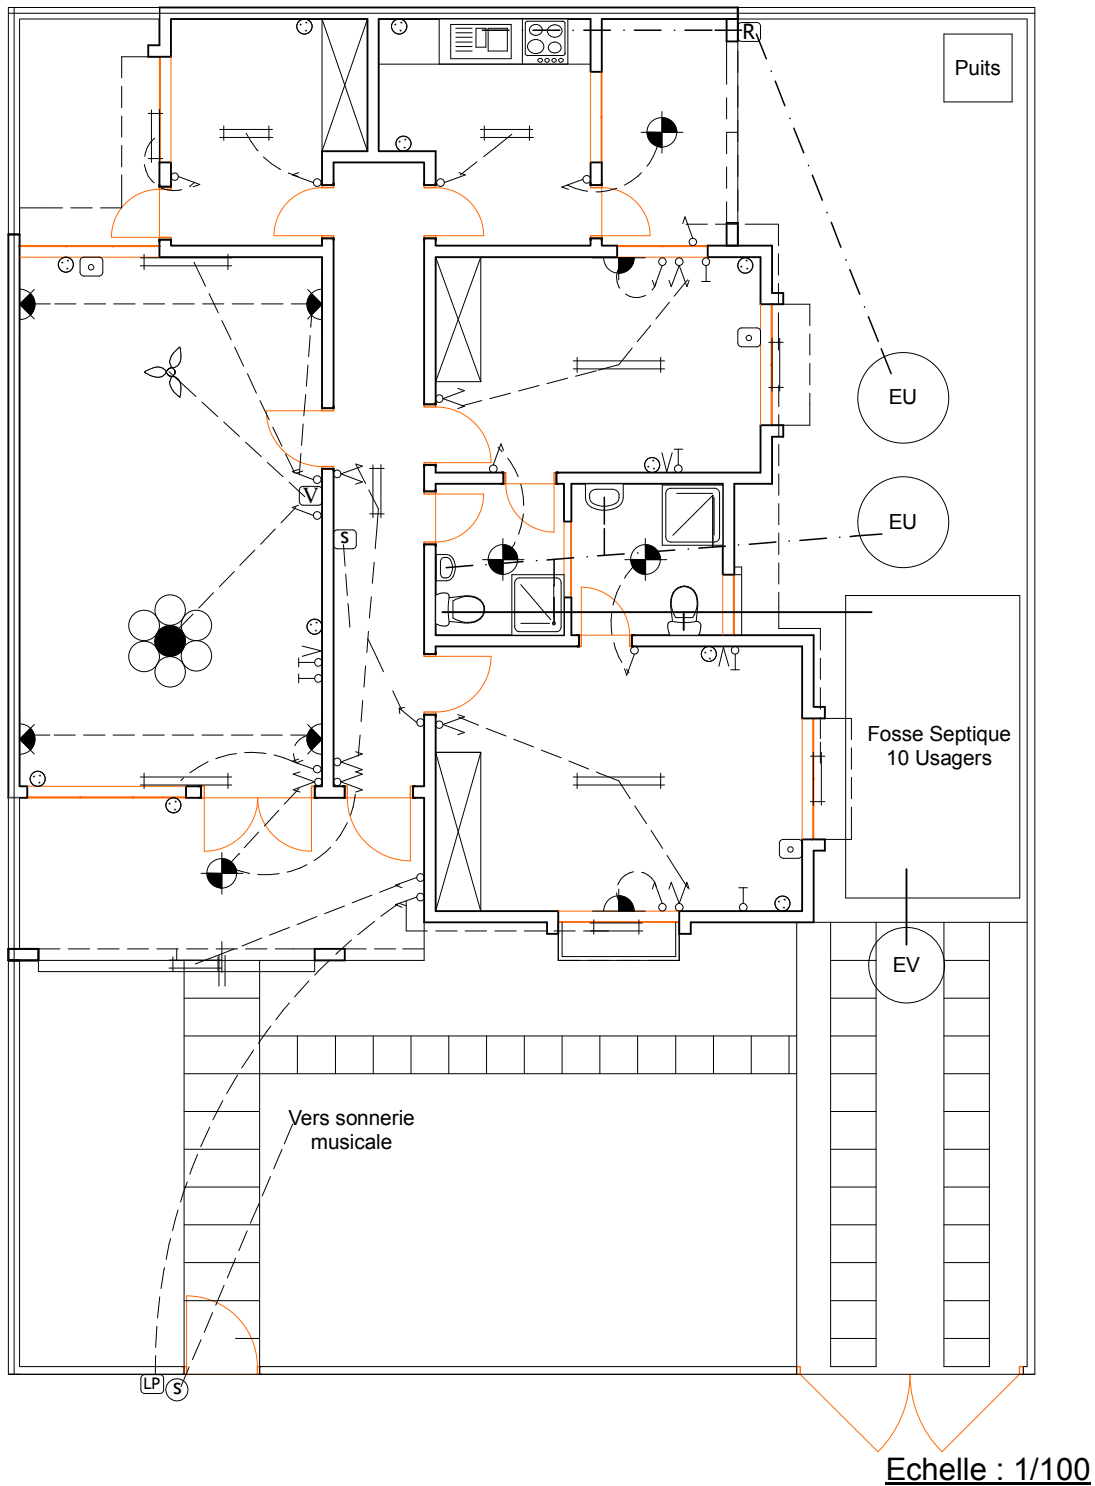 R
Puits
EU
V
S
EU
Fosse Septique
10 Usagers
EV
Vers sonnerie
musicale
LP
S
Echelle : 1/100